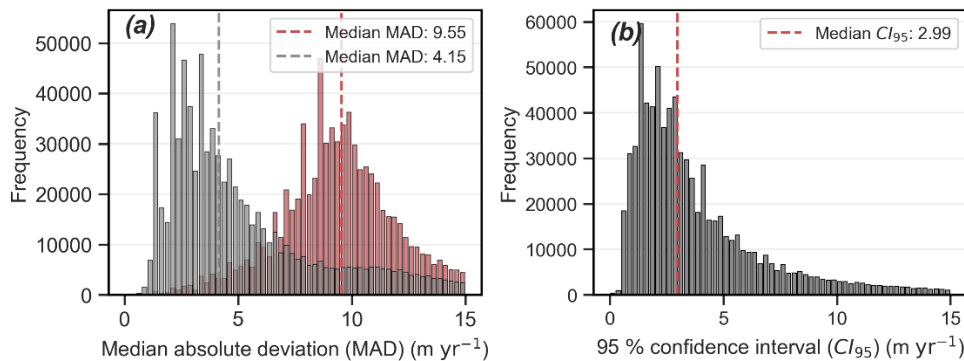 (a)
Median MAD: 9.55
Median MAD: 4.15
50000
40000
30000
20000
10000
0
Frequency
0 5 10 15
Median absolute deviation (MAD) (m yr⁻¹)
(b)
Median CI₉₅: 2.99
60000
50000
40000
30000
20000
10000
0
Frequency
0 5 10 15
95 % confidence interval (CI₉₅) (m yr⁻¹)